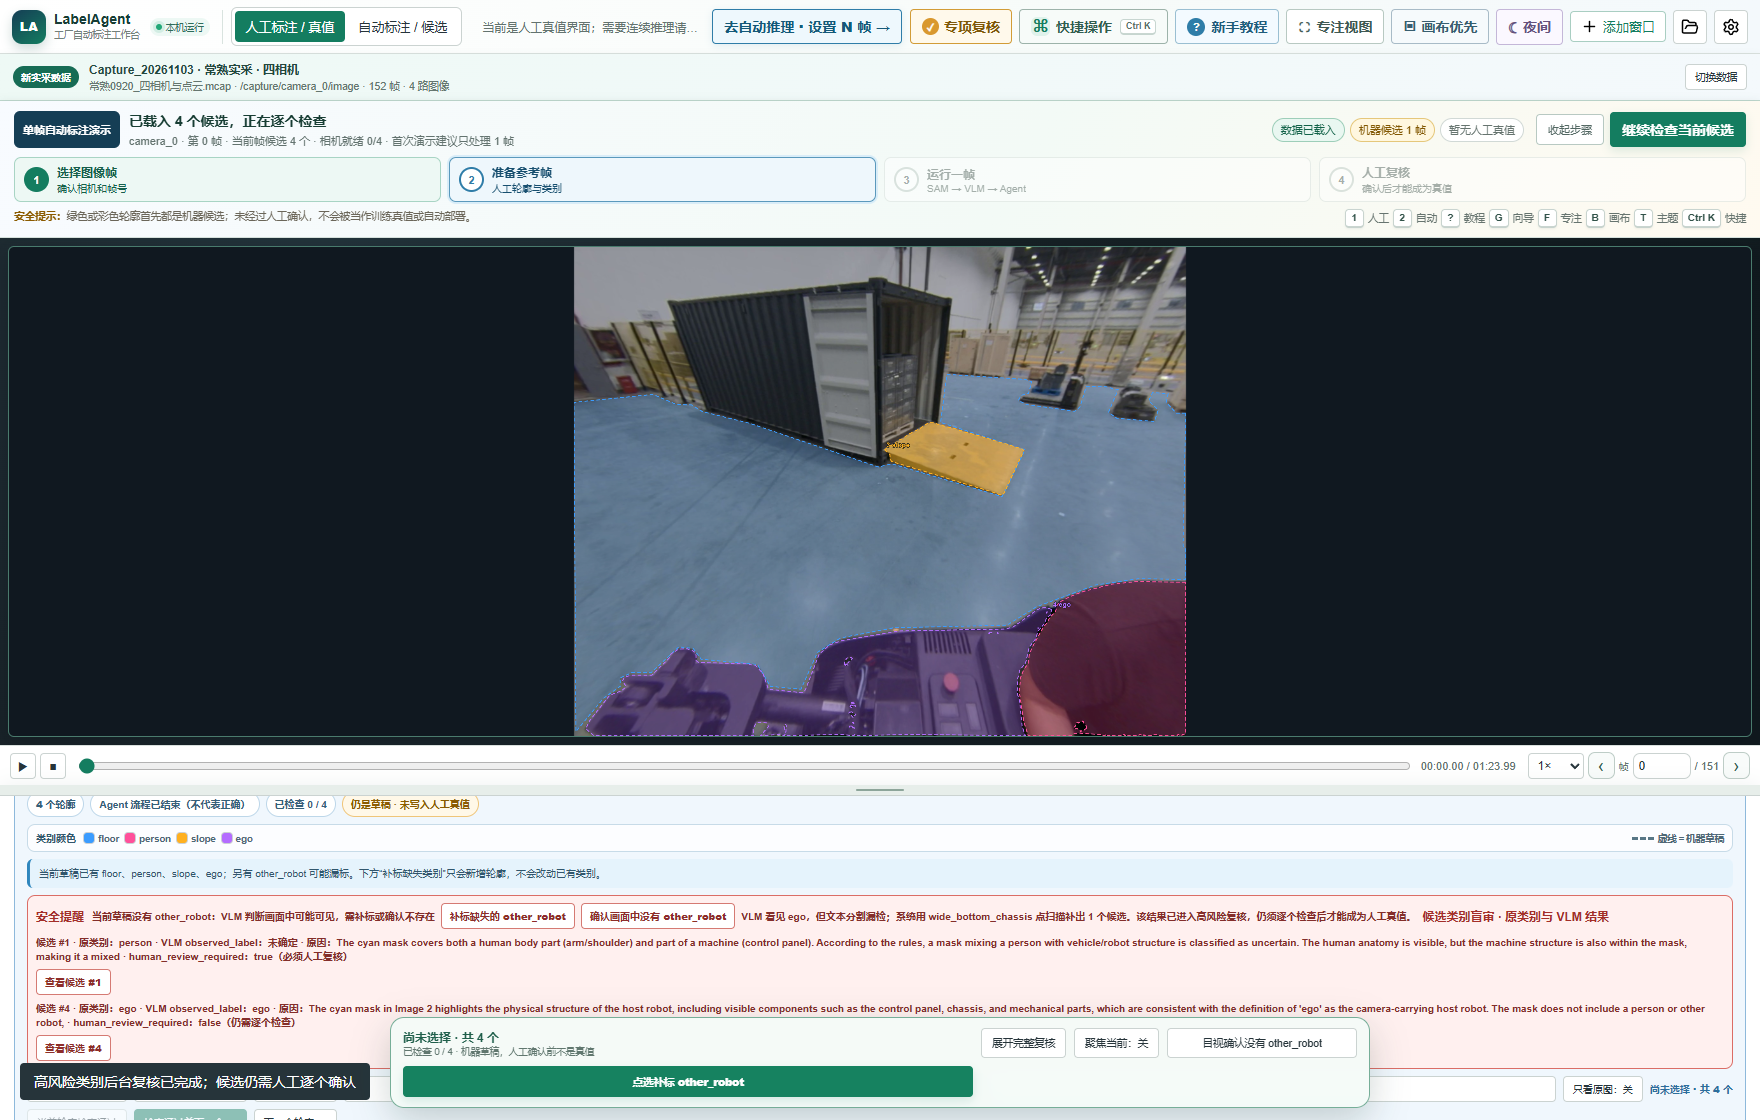 LA
LabelAgent
工厂自动标注工作台
本机运行
人工标注 / 真值
自动标注 / 候选
当前是人工真值界面；需要连续推理请…
去自动推理 · 设置 N 帧 →
专项复核
快捷操作 Ctrl K
? 新手教程
专注视图
画布优先
夜间
+ 添加窗口
新实采数据
Capture_20261103 · 常熟实采 · 四相机
常熟0920_四相机与点云.mcap · /capture/camera_0/image · 152 帧 · 4 路图像
切换数据
单帧自动标注演示
已载入 4 个候选，正在逐个检查
camera_0 · 第 0 帧 · 当前帧候选 4 个 · 相机就绪 0/4 · 首次演示建议只处理 1 帧
数据已载入
机器候选 1 帧
暂无人工真值
收起步骤
继续检查当前候选
1 选择图像帧
确认相机和帧号
2 准备参考帧
人工轮廓与类别
3 运行一帧
SAM → VLM → Agent
4 人工复核
确认后才能成为真值
安全提示：绿色或彩色轮廓首先都是机器候选；未经过人工确认，不会被当作训练真值或自动部署。
1 人工 2 自动 ? 教程 G 向导 F 专注 B 画布 T 主题 Ctrl K 快捷
00:00.00 / 01:23.99
1×
帧 0 / 151
4 个轮廓
Agent 流程已结束（不代表正确）
已检查 0 / 4
仍是草稿 · 未写入人工真值
类别颜色 floor person slope ego
虚线 = 机器草稿
当前草稿已有 floor、person、slope、ego；另有 other_robot 可能漏标。下方“补标缺失类别”只会新增轮廓，不会改动已有类别。
安全提醒 当前草稿没有 other_robot：VLM 判断画面中可能可见，需补标或确认不存在 补标缺失的 other_robot 确认画面中没有 other_robot VLM 看见 ego，但文本分割漏检；系统用 wide_bottom_chassis 点扫描补出 1 个候选。该结果已进入高风险复核，仍须逐个检查后才能成为人工真值。 候选类别盲审 · 原类别与 VLM 结果
候选 #1 · 原类别：person · VLM observed_label：未确定 · 原因：The cyan mask covers both a human body part (arm/shoulder) and part of a machine (control panel). According to the rules, a mask mixing a person with vehicle/robot structure is classified as uncertain. The human anatomy is visible, but the machine structure is also within the mask,
making it a mixed · human_review_required：true（必须人工复核）
查看候选 #1
候选 #4 · 原类别：ego · VLM observed_label：ego · 原因：The cyan mask in Image 2 highlights the physical structure of the host robot, including visible components such as the control panel, chassis, and mechanical parts, which are consistent with the definition of 'ego' as the camera-carrying host robot. The mask does not include a person or other
robot, · human_review_required：false（仍需逐个检查）
查看候选 #4
尚未选择 · 共 4 个
已检查 0 / 4 · 机器草稿，人工确认前不是真值
展开完整复核
聚焦当前：关
目视确认没有 other_robot
点选补标 other_robot
高风险类别后台复核已完成；候选仍需人工逐个确认
只看原图：关
尚未选择 · 共 4 个